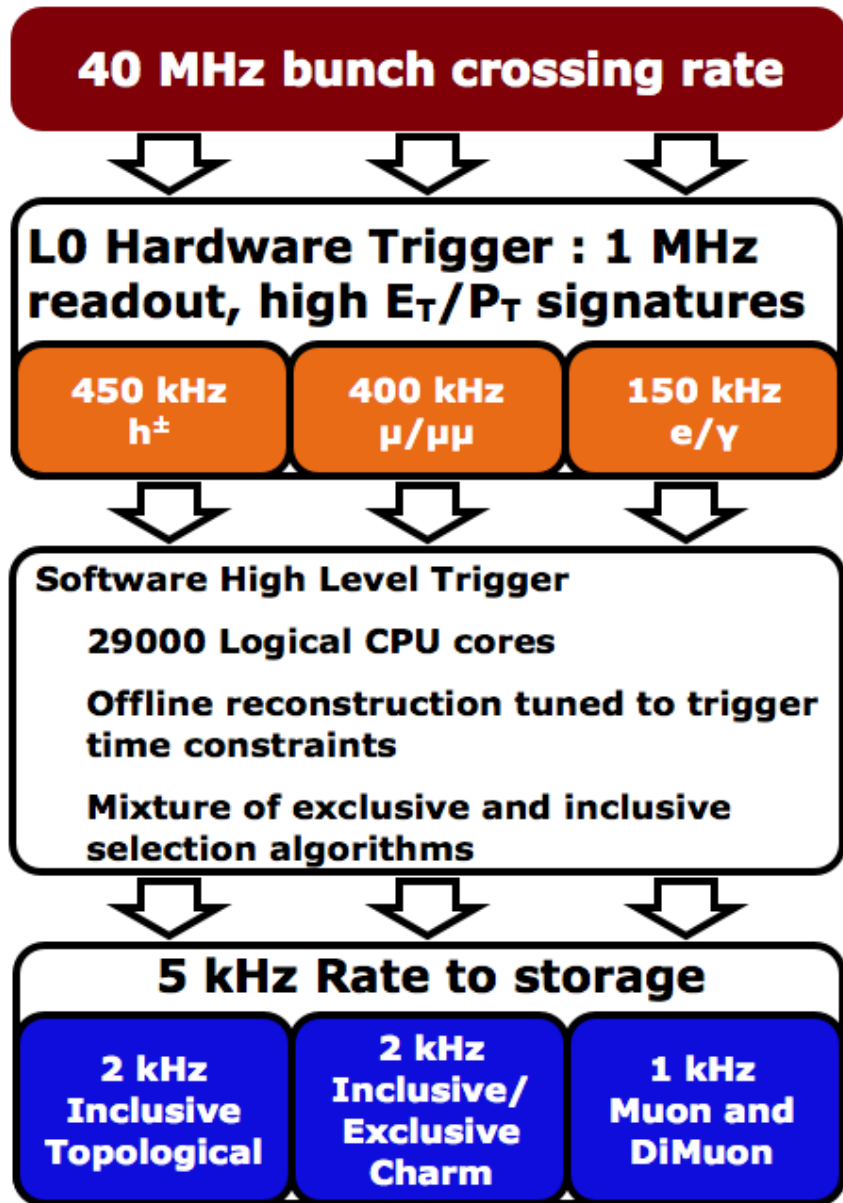 40 MHz bunch crossing rate
L0 Hardware Trigger : 1 MHz
readout, high E_T/P_T signatures
450 kHz
h±
400 kHz
μ/μμ
150 kHz
e/γ
Software High Level Trigger
29000 Logical CPU cores
Offline reconstruction tuned to trigger
time constraints
Mixture of exclusive and inclusive
selection algorithms
5 kHz Rate to storage
2 kHz
Inclusive
Topological
2 kHz
Inclusive/
Exclusive
Charm
1 kHz
Muon and
DiMuon